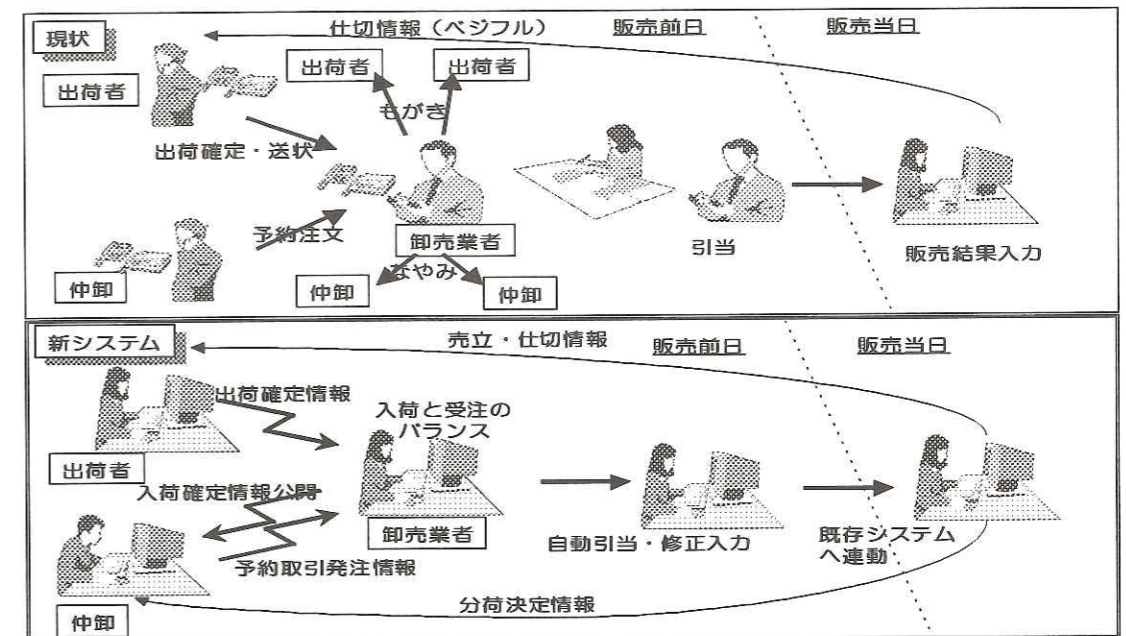 現状
仕切情報（ベジフル）
販売前日
販売当日
出荷者
出荷者
出荷者
もがき
出荷確定・送状
予約注文
卸売業者
なやみ
仲卸
仲卸
仲卸
引当
販売結果入力
新システム
売立・仕切情報
販売前日
販売当日
出荷確定情報
入荷と受注の
バランス
出荷者
入荷確定情報公開
卸売業者
自動引当・修正入力
既存システム
へ連動
予約取引発注情報
分荷決定情報
仲卸